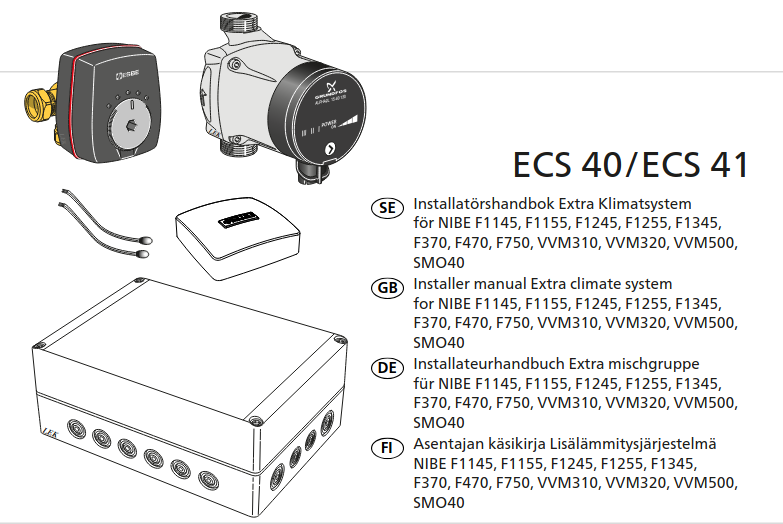 ESBE
GRUNDFOS
POWER
ON
ECS 40/ECS 41
SE
Installatörshandbok Extra Klimatsystem
för NIBE F1145, F1155, F1245, F1255, F1345,
F370, F470, F750, VVM310, VVM320, VVM500,
SMO40
GB
Installer manual Extra climate system
for NIBE F1145, F1155, F1245, F1255, F1345,
F370, F470, F750, VVM310, VVM320, VVM500,
SMO40
DE
Installateurhandbuch Extra mischgruppe
für NIBE F1145, F1155, F1245, F1255, F1345,
F370, F470, F750, VVM310, VVM320, VVM500,
SMO40
FI
Asentajan käsikirja Lisälämmitysjärjestelmä
NIBE F1145, F1155, F1245, F1255, F1345,
F370, F470, F750, VVM310, VVM320, VVM500,
SMO40